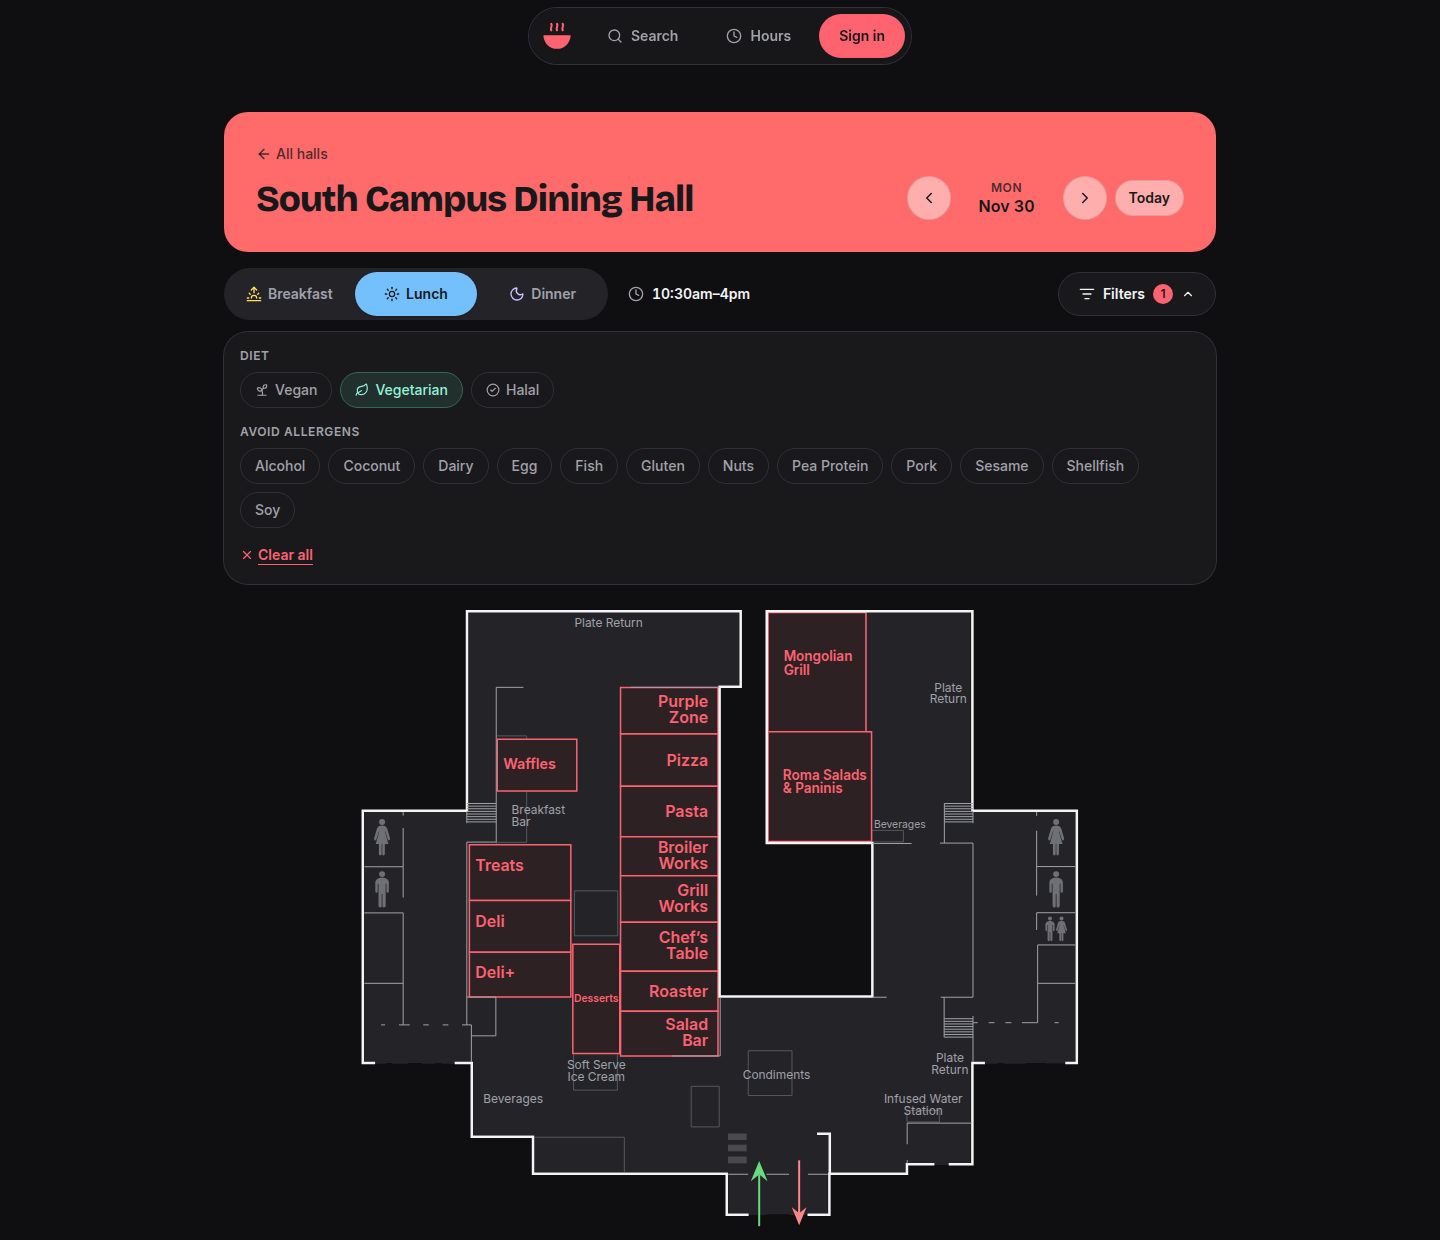 Search
Hours
Sign in
All halls
South Campus Dining Hall
MON
Nov 30
Today
Breakfast
Lunch
Dinner
10:30am–4pm
Filters 1
DIET
Vegan
Vegetarian
Halal
AVOID ALLERGENS
Alcohol
Coconut
Dairy
Egg
Fish
Gluten
Nuts
Pea Protein
Pork
Sesame
Shellfish
Soy
Clear all
Plate Return
Mongolian
Grill
Plate
Return
Purple
Zone
Waffles
Pizza
Roma Salads
& Paninis
Breakfast
Bar
Pasta
Beverages
Broiler
Works
Treats
Grill
Works
Deli
Chef's
Table
Deli+
Desserts
Roaster
Salad
Bar
Soft Serve
Ice Cream
Condiments
Plate
Return
Beverages
Infused Water
Station